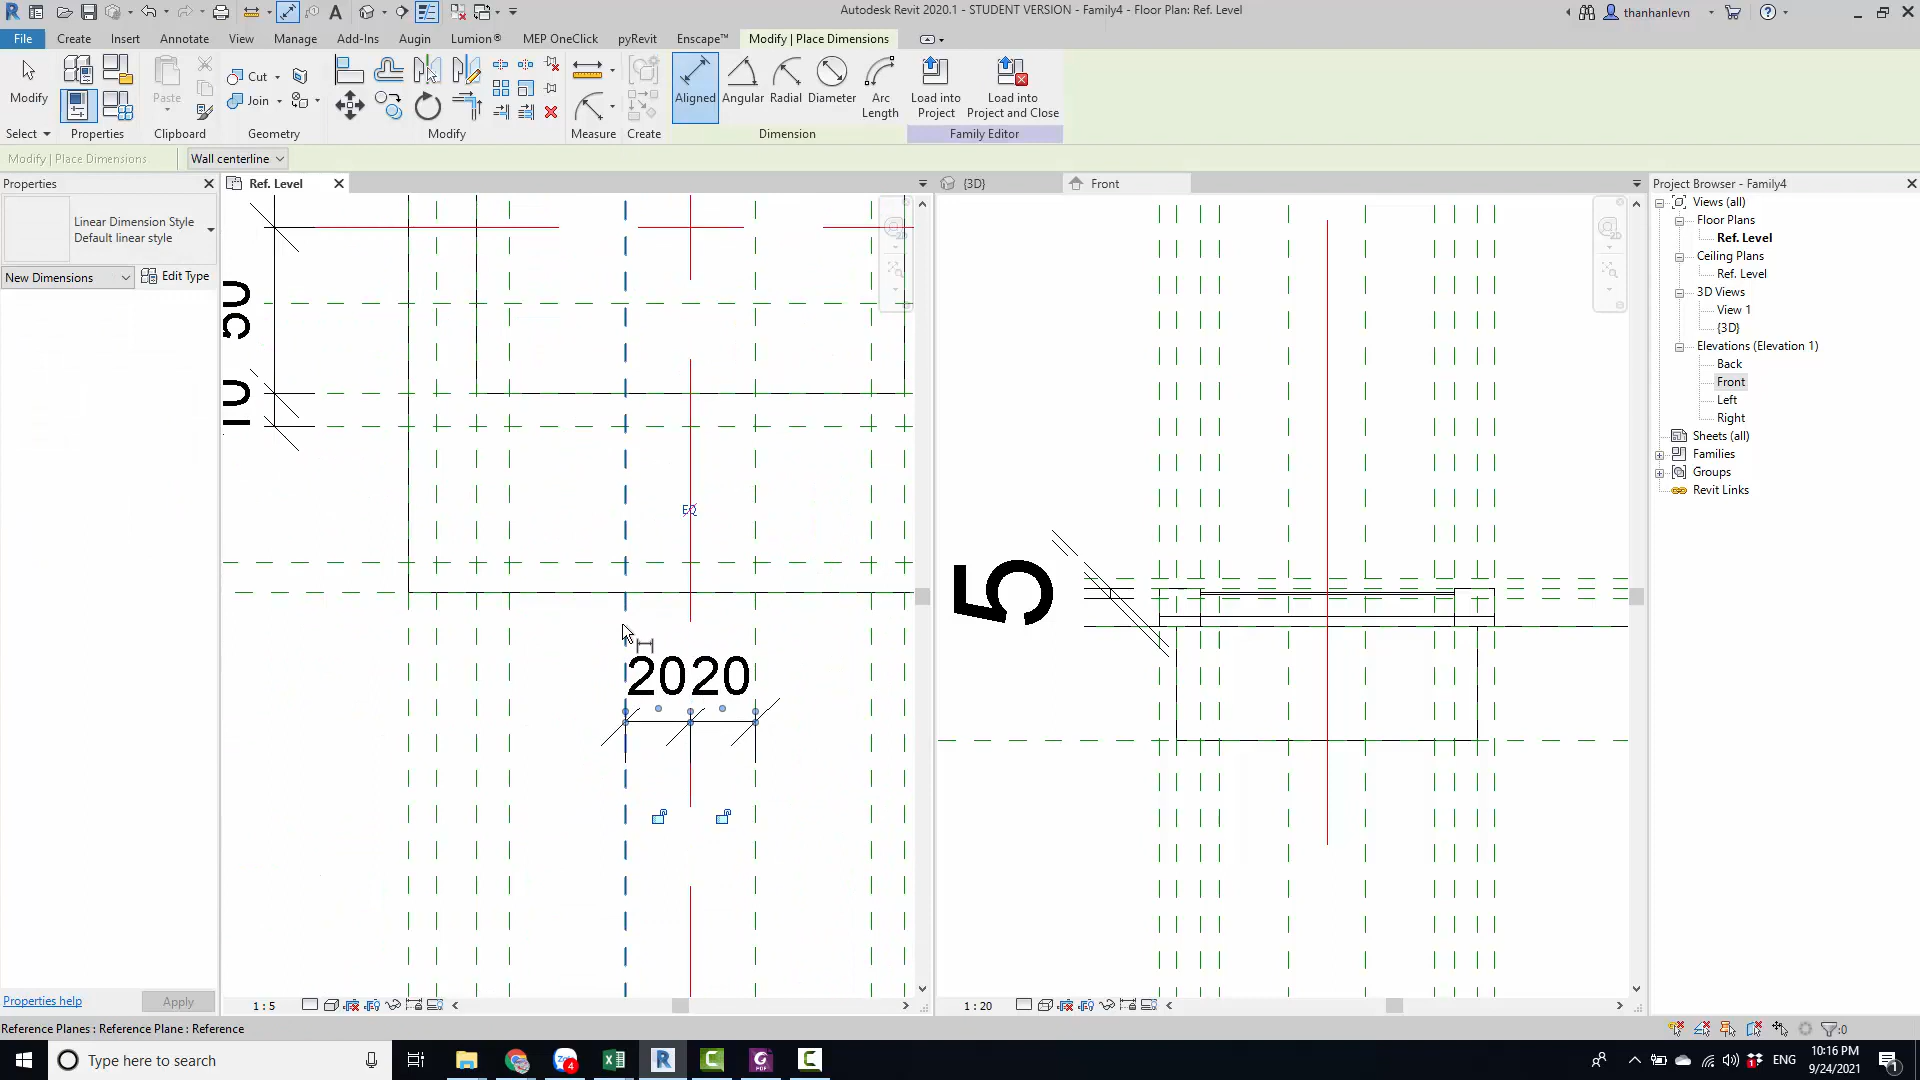 Autodesk Revit 2020.1 - STUDENT VERSION - Family4 - Floor Plan: Ref. Level
thanhanlevn
File Create Insert Annotate View Manage Add-Ins Augin Lumion® MEP OneClick pyRevit Enscape™ Modify | Place Dimensions
Modify
Paste
Cut
Join
Aligned Angular Radial Diameter Arc Length
Load into Project
Load into Project and Close
Select Properties Clipboard Geometry Modify Measure Create Dimension Family Editor
Modify | Place Dimensions Wall centerline
Properties
Linear Dimension Style
Default linear style
New Dimensions Edit Type
Properties help Apply
Ref. Level
50
10
EQ
2020
1 : 5
{3D}
Front
5
1 : 20
Project Browser - Family4
Views (all)
Floor Plans
Ref. Level
Ceiling Plans
Ref. Level
3D Views
View 1
{3D}
Elevations (Elevation 1)
Back
Front
Left
Right
Sheets (all)
Families
Groups
Revit Links
Reference Planes : Reference Plane : Reference
:0
Type here to search
4
ENG
10:16 PM
9/24/2021
1